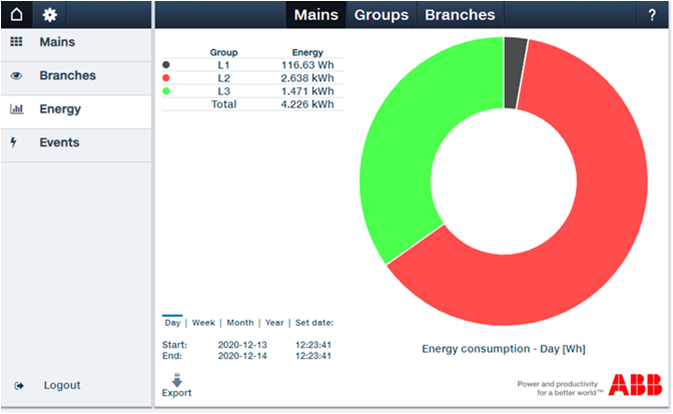 Mains Groups Branches ?
Mains
Branches
Energy
Events
Logout
Group Energy
L1 116.63 Wh
L2 2.638 kWh
L3 1.471 kWh
Total 4.226 kWh
Day | Week | Month | Year | Set date:
Start: 2020-12-13 12:23:41
End: 2020-12-14 12:23:41
Export
Energy consumption - Day [Wh]
Power and productivity
for a better world™
ABB